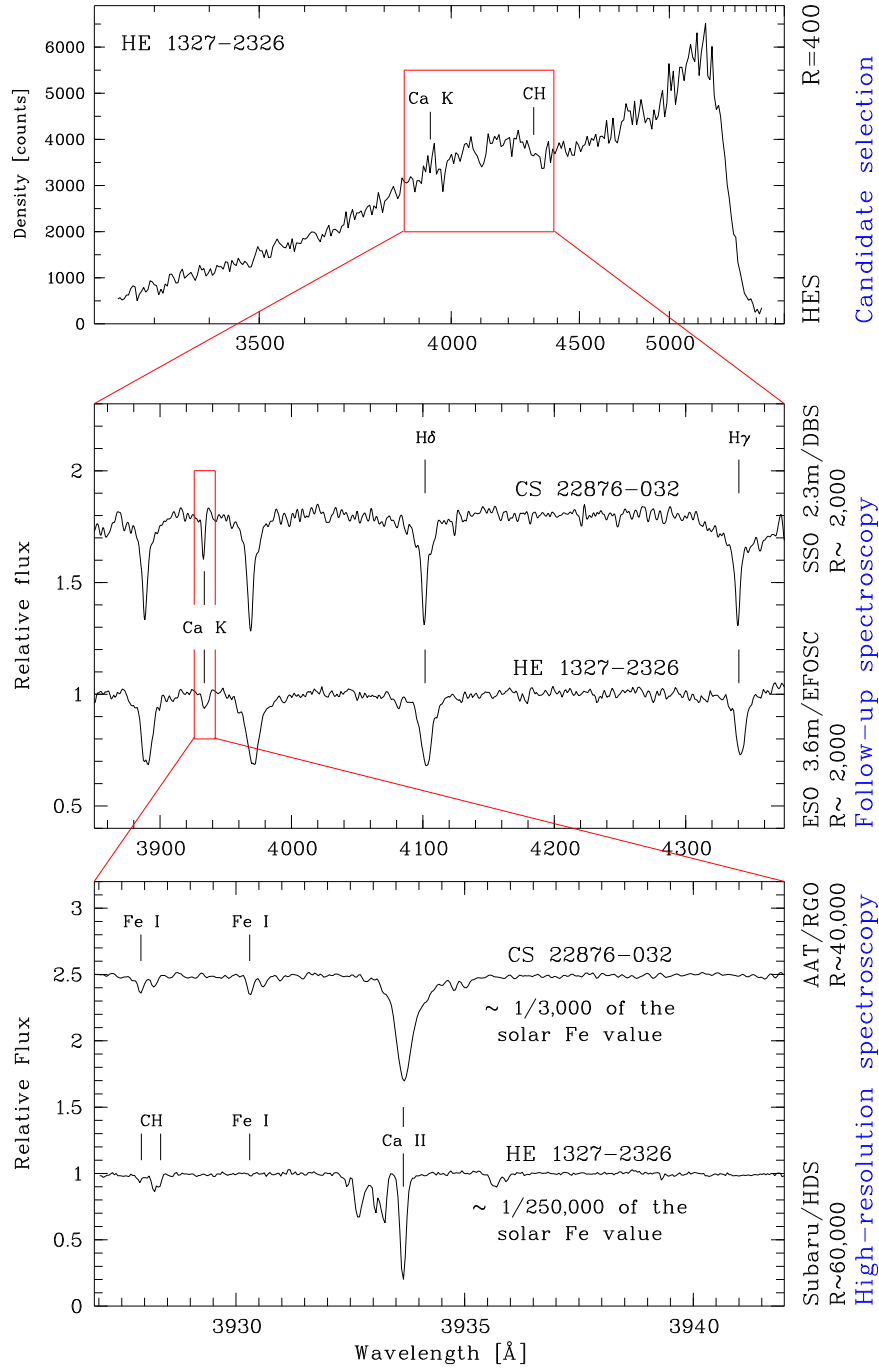 HE 1327-2326
Ca K
CH
Density [counts]
6000
5000
4000
3000
2000
1000
0
3500
4000
4500
5000
HES
R=400
Candidate selection
Hδ
Hγ
CS 22876-032
Ca K
HE 1327-2326
Relative flux
2
1.5
1
0.5
3900
4000
4100
4200
4300
SSO 2.3m/DBS
R~ 2,000
ESO 3.6m/EFOSC
R~ 2,000
Follow-up spectroscopy
Fe I
Fe I
CS 22876-032
~ 1/3,000 of the
solar Fe value
CH
Fe I
Ca II
HE 1327-2326
~ 1/250,000 of the
solar Fe value
Relative Flux
3
2.5
2
1.5
1
0.5
0
3930
3935
3940
Wavelength [Å]
AAT/RGO
R~40,000
Subaru/HDS
R~60,000
High-resolution spectroscopy